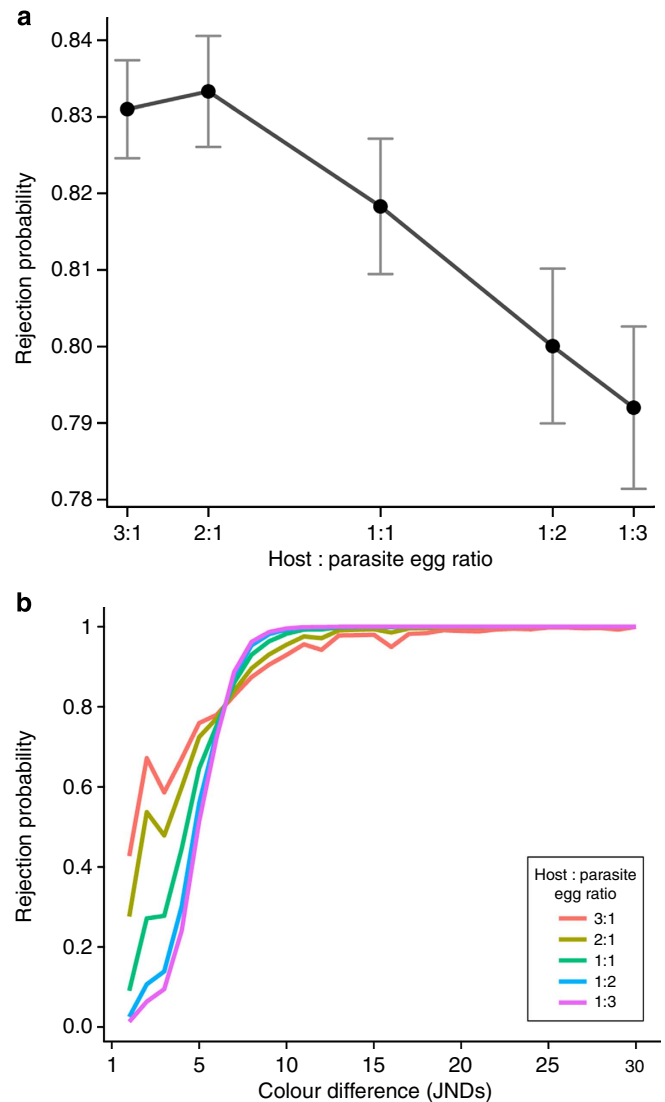 a
Rejection probability
0.84
0.83
0.82
0.81
0.80
0.79
0.78
3:1 2:1 1:1 1:2 1:3
Host : parasite egg ratio
b
Rejection probability
1
0.8
0.6
0.4
0.2
0.0
Host : parasite
egg ratio
3:1
2:1
1:1
1:2
1:3
1 5 10 15 20 25 30
Colour difference (JNDs)